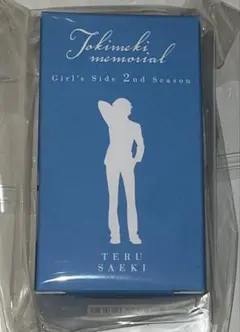 Tokimeki
memorial
Girl's Side 2nd Season
TERU
SAEKI